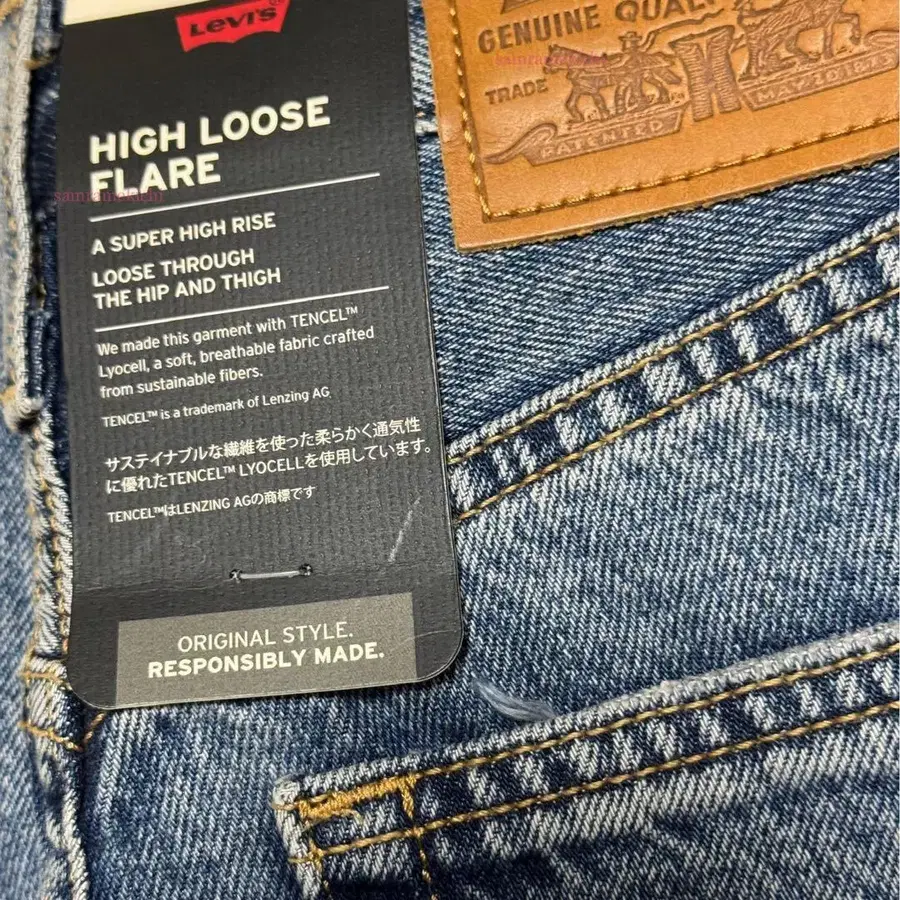 Levi's
HIGH LOOSE
FLARE
A SUPER HIGH RISE
LOOSE THROUGH
THE HIP AND THIGH
We made this garment with TENCEL™
Lyocell, a soft, breathable fabric crafted
from sustainable fibers.
TENCEL™ is a trademark of Lenzing AG
サステイナブルな繊維を使った柔らかく通気性
に優れたTENCEL™ LYOCELLを使用しています。
TENCEL™はLENZING AGの商標です
ORIGINAL STYLE.
RESPONSIBLY MADE.
GENUINE QUALI
TRADE
PATENTED
MAY 20 1873